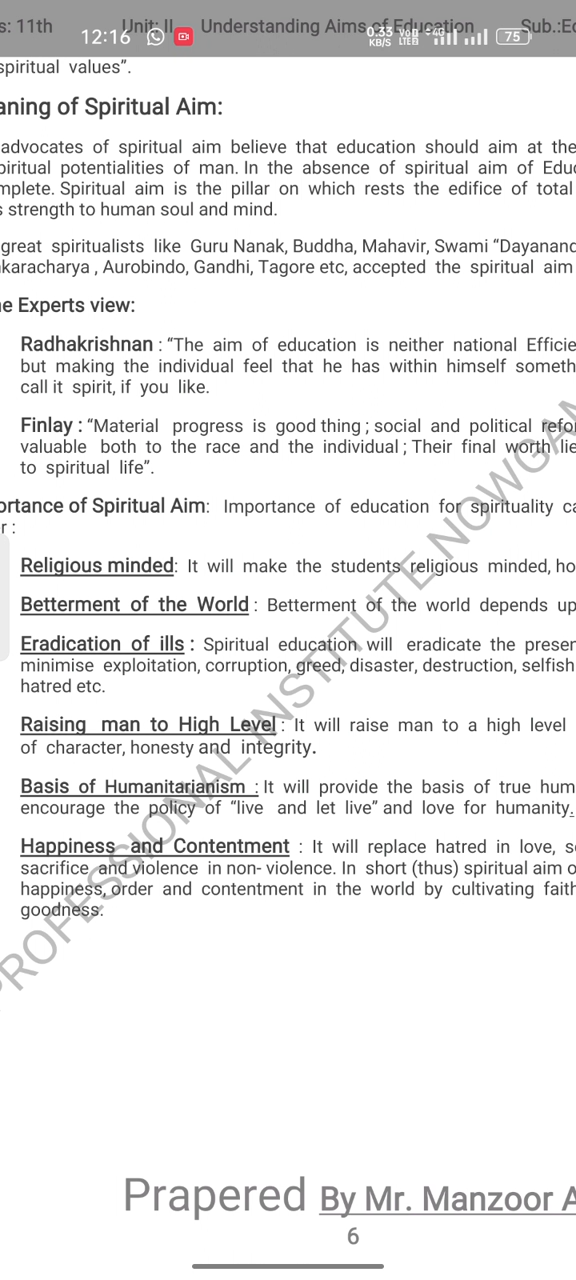 s: 11th Unit: II Understanding Aims of Education Sub.:Ec
12:16 0.33 KB/S VoD LTE 4G 75
spiritual values”.
aning of Spiritual Aim:
advocates of spiritual aim believe that education should aim at the
piritual potentialities of man. In the absence of spiritual aim of Educ
mplete. Spiritual aim is the pillar on which rests the edifice of total
s strength to human soul and mind.
great spiritualists like Guru Nanak, Buddha, Mahavir, Swami “Dayanand
karacharya , Aurobindo, Gandhi, Tagore etc, accepted the spiritual aim
e Experts view:
Radhakrishnan : “The aim of education is neither national Efficie
but making the individual feel that he has within himself someth
call it spirit, if you like.
Finlay : “Material progress is good thing ; social and political refor
valuable both to the race and the individual ; Their final worth lie
to spiritual life”.
ortance of Spiritual Aim: Importance of education for spirituality ca
r :
Religious minded: It will make the students religious minded, ho
Betterment of the World : Betterment of the world depends up
Eradication of ills : Spiritual education will eradicate the presen
minimise exploitation, corruption, greed, disaster, destruction, selfish
hatred etc.
Raising man to High Level : It will raise man to a high level
of character, honesty and integrity.
Basis of Humanitarianism : It will provide the basis of true hum
encourage the policy of “live and let live” and love for humanity.
Happiness and Contentment : It will replace hatred in love, se
sacrifice and violence in non- violence. In short (thus) spiritual aim o
happiness, order and contentment in the world by cultivating faith
goodness.
PROFESSIONAL INSTITUTE NOWGAM
Prapered By Mr. Manzoor A
6